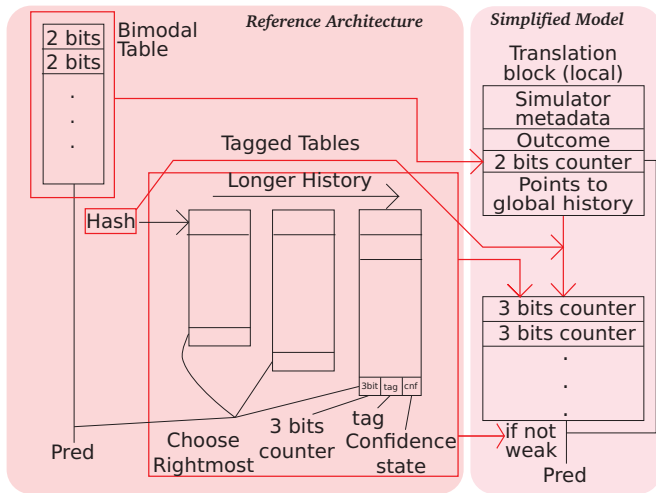 Reference Architecture
Simplified Model
2 bits
2 bits
.
.
.
Bimodal
Table
Tagged Tables
Longer History
Hash
3bit
tag
cnf
Pred
Choose
Rightmost
3 bits
counter
tag
Confidence
state
Translation
block (local)
Simulator
metadata
Outcome
2 bits counter
Points to
global history
3 bits counter
3 bits counter
.
.
.
if not
weak
Pred